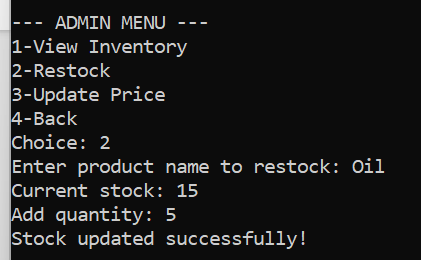 --- ADMIN MENU ---
1-View Inventory
2-Restock
3-Update Price
4-Back
Choice: 2
Enter product name to restock: Oil
Current stock: 15
Add quantity: 5
Stock updated successfully!